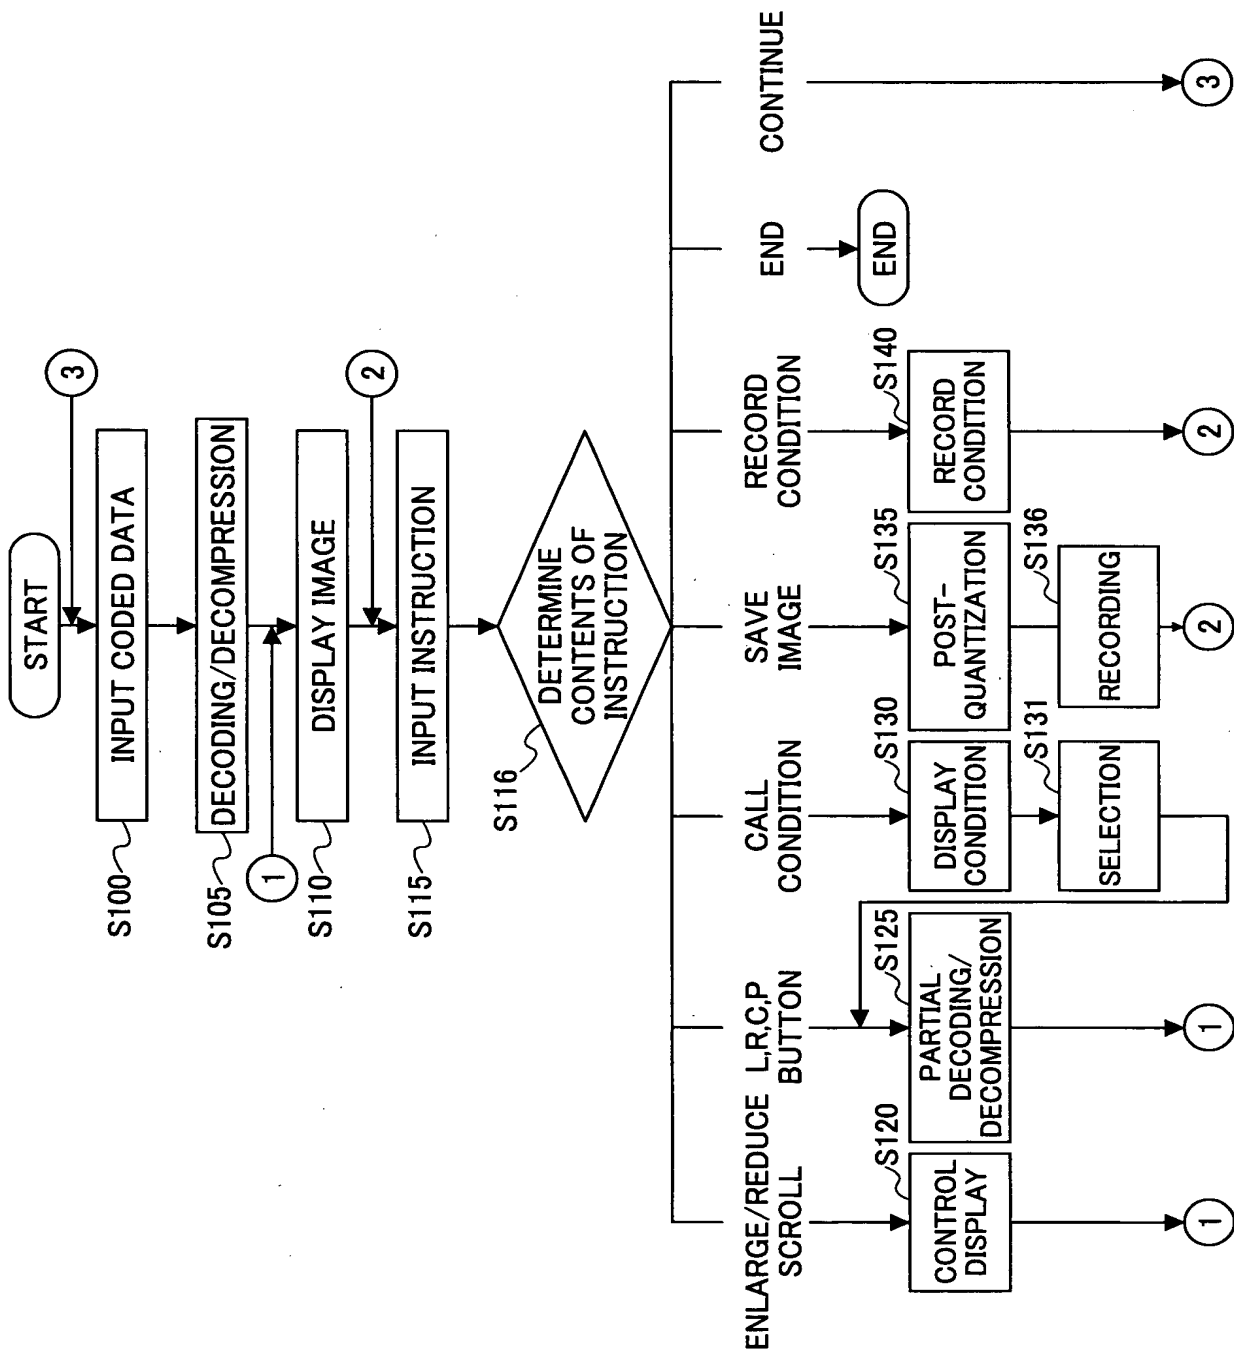 START
3
INPUT CODED DATA
S100
DECODING/DECOMPRESSION
S105
1
DISPLAY IMAGE
S110
2
INPUT INSTRUCTION
S115
DETERMINE
CONTENTS OF
INSTRUCTION
S116
ENLARGE/REDUCE
SCROLL
L,R,C,P
BUTTON
CALL
CONDITION
SAVE
IMAGE
RECORD
CONDITION
END
CONTINUE
S120
CONTROL
DISPLAY
1
S125
PARTIAL
DECODING/
DECOMPRESSION
1
S130
DISPLAY
CONDITION
S131
SELECTION
S135
POST-
QUANTIZATION
S136
RECORDING
2
S140
RECORD
CONDITION
2
END
3